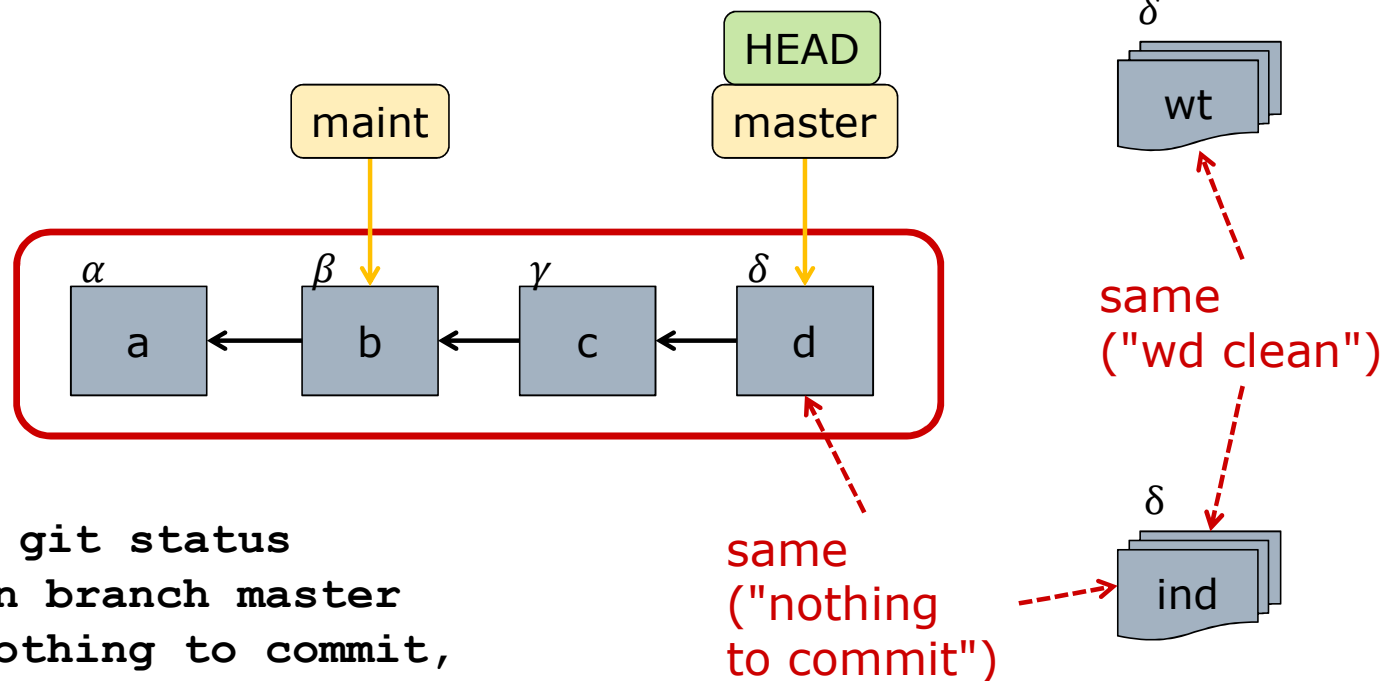 HEAD
maint
master
δ
wt
α
β
γ
δ
a
b
c
d
same
("wd clean")
git status
n branch master
othing to commit,
same
("nothing
to commit")
δ
ind